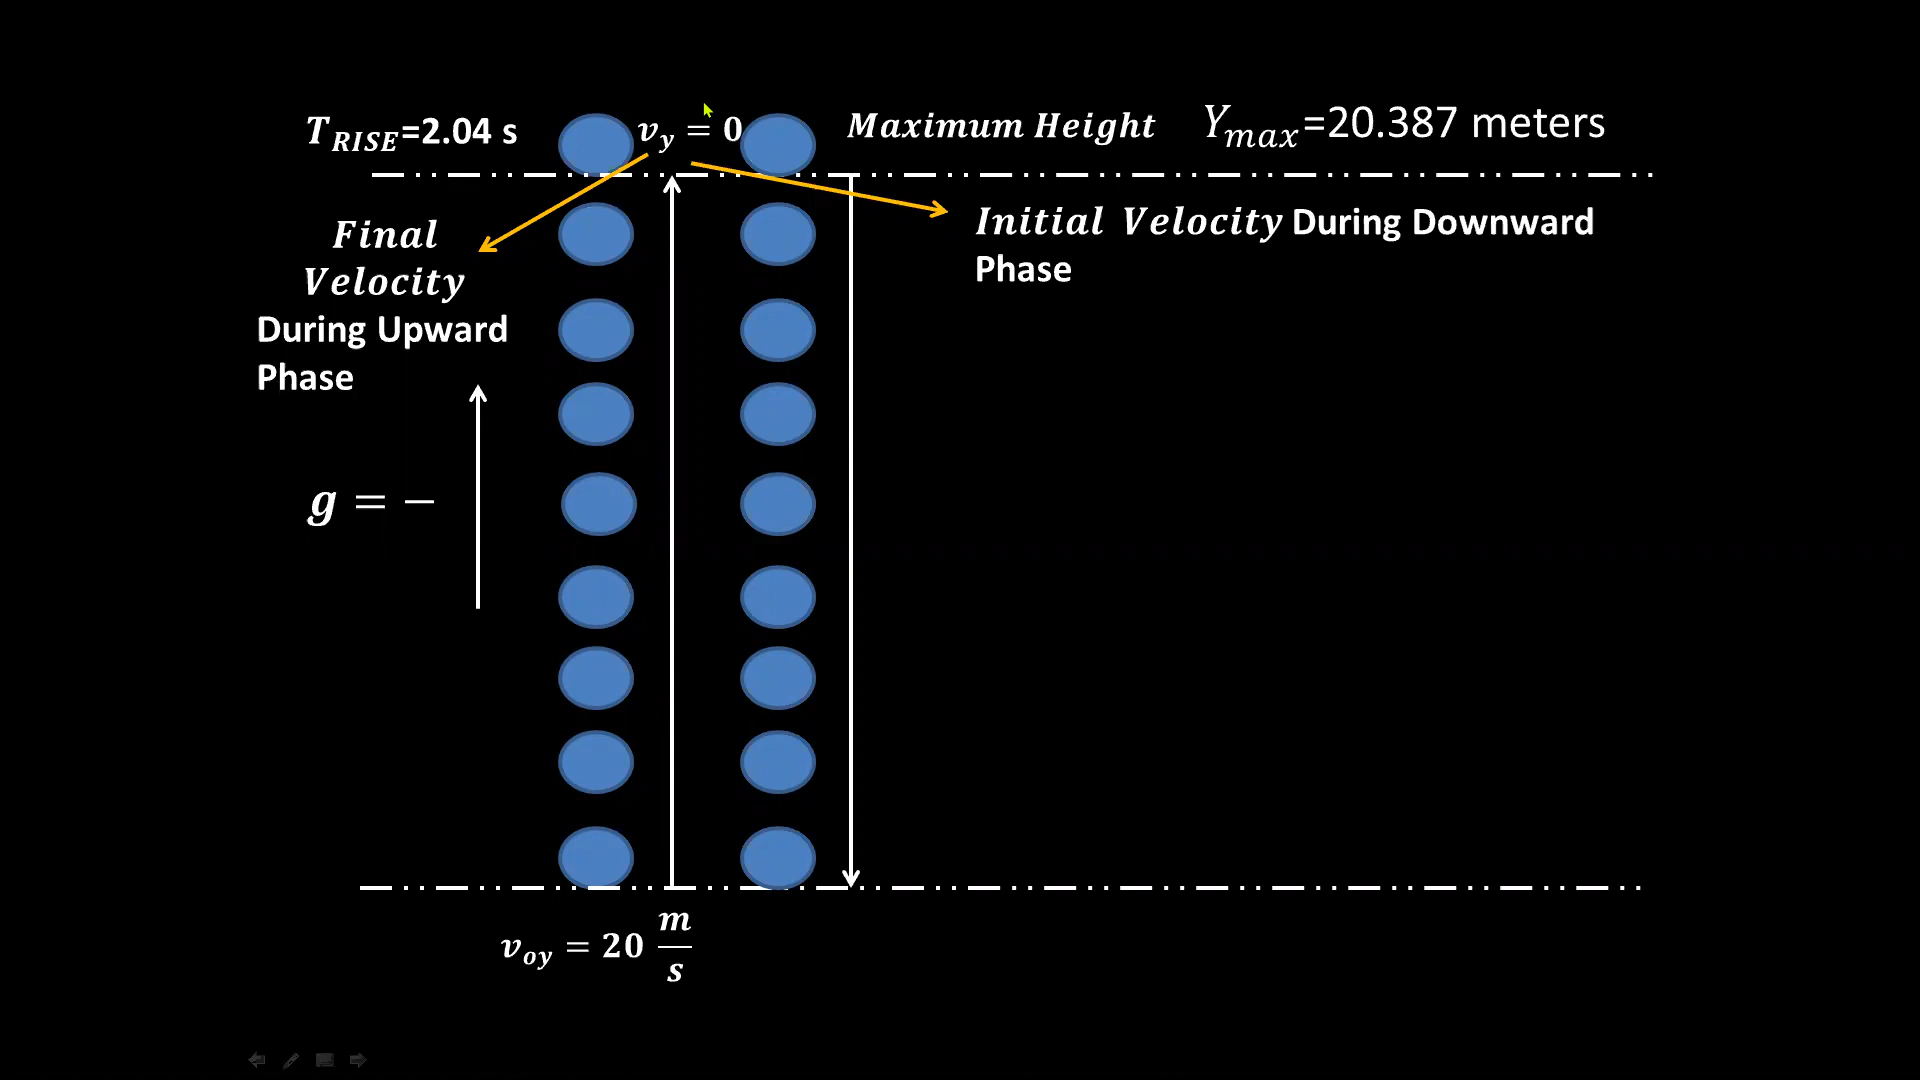 T_RISE=2.04 s
v_y = 0
Maximum Height
Y_max=20.387 meters
Final
Velocity
During Upward
Phase
Initial Velocity During Downward
Phase
g = −
v_oy = 20 m/s